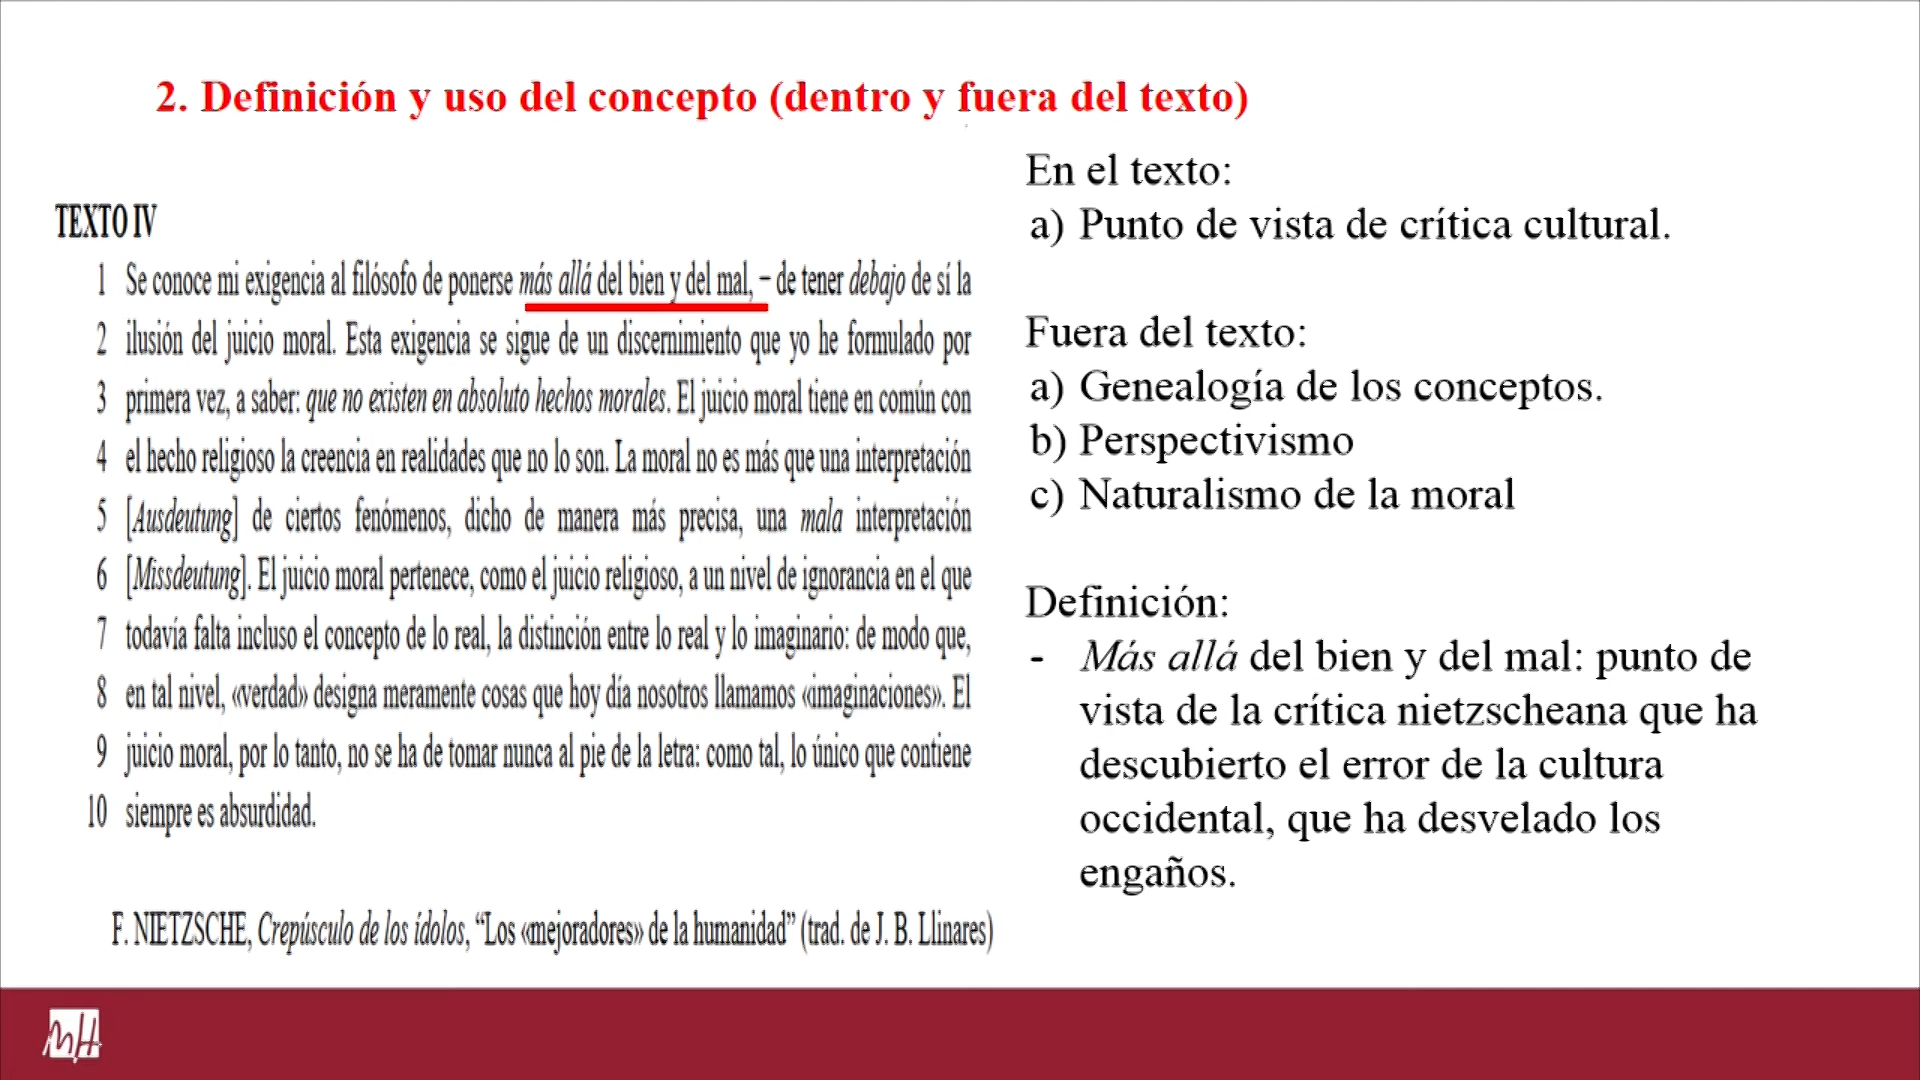 2. Definición y uso del concepto (dentro y fuera del texto)
TEXTO IV
1 Se conoce mi exigencia al filósofo de ponerse más allá del bien y del mal, – de tener debajo de sí la
2 ilusión del juicio moral. Esta exigencia se sigue de un discernimiento que yo he formulado por
3 primera vez, a saber: que no existen en absoluto hechos morales. El juicio moral tiene en común con
4 el hecho religioso la creencia en realidades que no lo son. La moral no es más que una interpretación
5 [Ausdeutung] de ciertos fenómenos, dicho de manera más precisa, una mala interpretación
6 [Missdeutung]. El juicio moral pertenece, como el juicio religioso, a un nivel de ignorancia en el que
7 todavía falta incluso el concepto de lo real, la distinción entre lo real y lo imaginario: de modo que,
8 en tal nivel, «verdad» designa meramente cosas que hoy día nosotros llamamos «imaginaciones». El
9 juicio moral, por lo tanto, no se ha de tomar nunca al pie de la letra: como tal, lo único que contiene
10 siempre es absurdidad.
F. NIETZSCHE, Crepúsculo de los ídolos, “Los «mejoradores» de la humanidad” (trad. de J. B. Llinares)
En el texto:
a) Punto de vista de crítica cultural.
Fuera del texto:
a) Genealogía de los conceptos.
b) Perspectivismo
c) Naturalismo de la moral
Definición:
- Más allá del bien y del mal: punto de
vista de la crítica nietzscheana que ha
descubierto el error de la cultura
occidental, que ha desvelado los
engaños.
MH